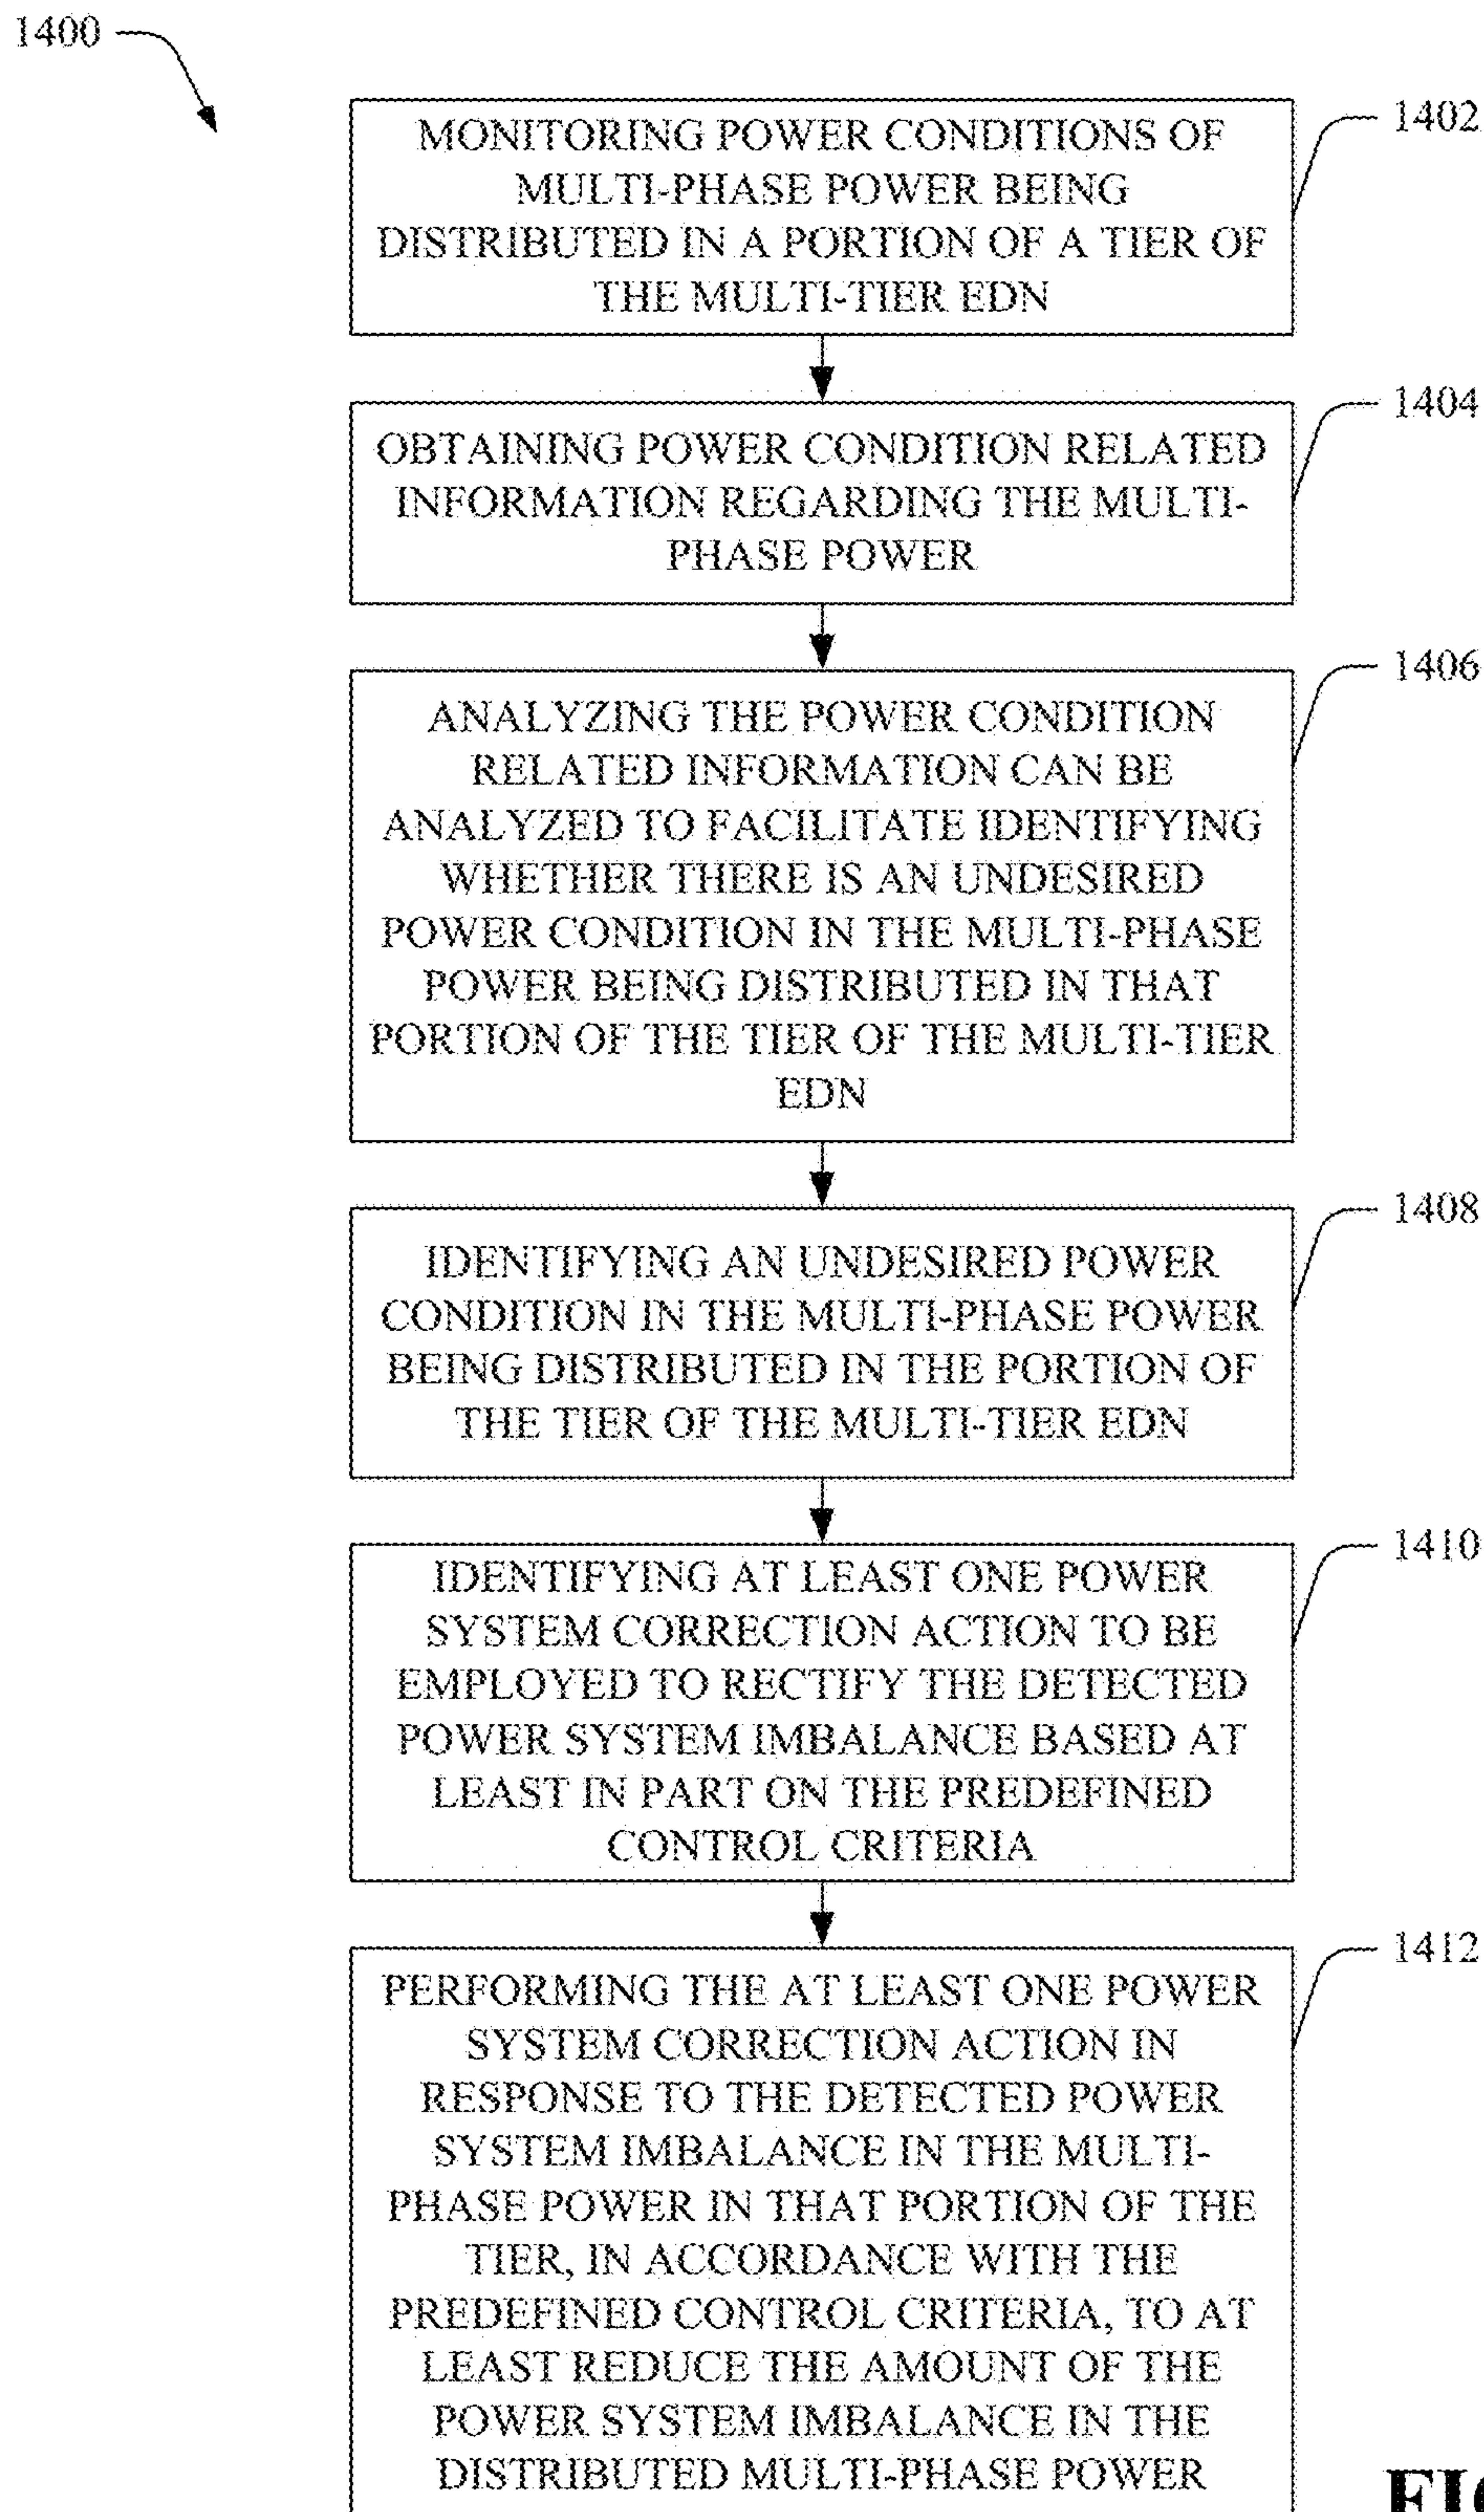 1400
1402
MONITORING POWER CONDITIONS OF
MULTI-PHASE POWER BEING
DISTRIBUTED IN A PORTION OF A TIER OF
THE MULTI-TIER EDN
1404
OBTAINING POWER CONDITION RELATED
INFORMATION REGARDING THE MULTI-
PHASE POWER
1406
ANALYZING THE POWER CONDITION
RELATED INFORMATION CAN BE
ANALYZED TO FACILITATE IDENTIFYING
WHETHER THERE IS AN UNDESIRED
POWER CONDITION IN THE MULTI-PHASE
POWER BEING DISTRIBUTED IN THAT
PORTION OF THE TIER OF THE MULTI-TIER
EDN
1408
IDENTIFYING AN UNDESIRED POWER
CONDITION IN THE MULTI-PHASE POWER
BEING DISTRIBUTED IN THE PORTION OF
THE TIER OF THE MULTI-TIER EDN
1410
IDENTIFYING AT LEAST ONE POWER
SYSTEM CORRECTION ACTION TO BE
EMPLOYED TO RECTIFY THE DETECTED
POWER SYSTEM IMBALANCE BASED AT
LEAST IN PART ON THE PREDEFINED
CONTROL CRITERIA
1412
PERFORMING THE AT LEAST ONE POWER
SYSTEM CORRECTION ACTION IN
RESPONSE TO THE DETECTED POWER
SYSTEM IMBALANCE IN THE MULTI-
PHASE POWER IN THAT PORTION OF THE
TIER, IN ACCORDANCE WITH THE
PREDEFINED CONTROL CRITERIA, TO AT
LEAST REDUCE THE AMOUNT OF THE
POWER SYSTEM IMBALANCE IN THE
DISTRIBUTED MULTI-PHASE POWER